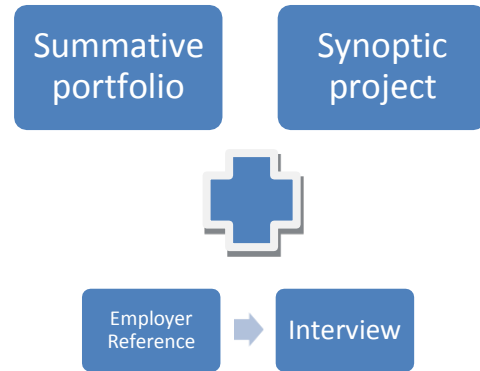 Summative
portfolio
Synoptic
project
Employer
Reference
Interview